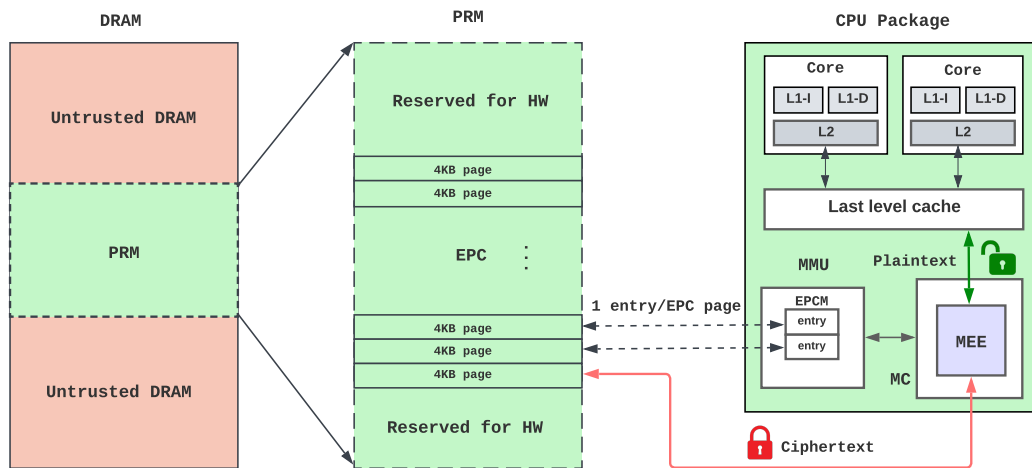 DRAM
PRM
CPU Package
Untrusted DRAM
PRM
Untrusted DRAM
Reserved for HW
4KB page
4KB page
EPC
4KB page
4KB page
4KB page
Reserved for HW
1 entry/EPC page
Core
L1-I
L1-D
L2
Core
L1-I
L1-D
L2
Last level cache
Plaintext
MMU
EPCM
entry
entry
MEE
MC
Ciphertext